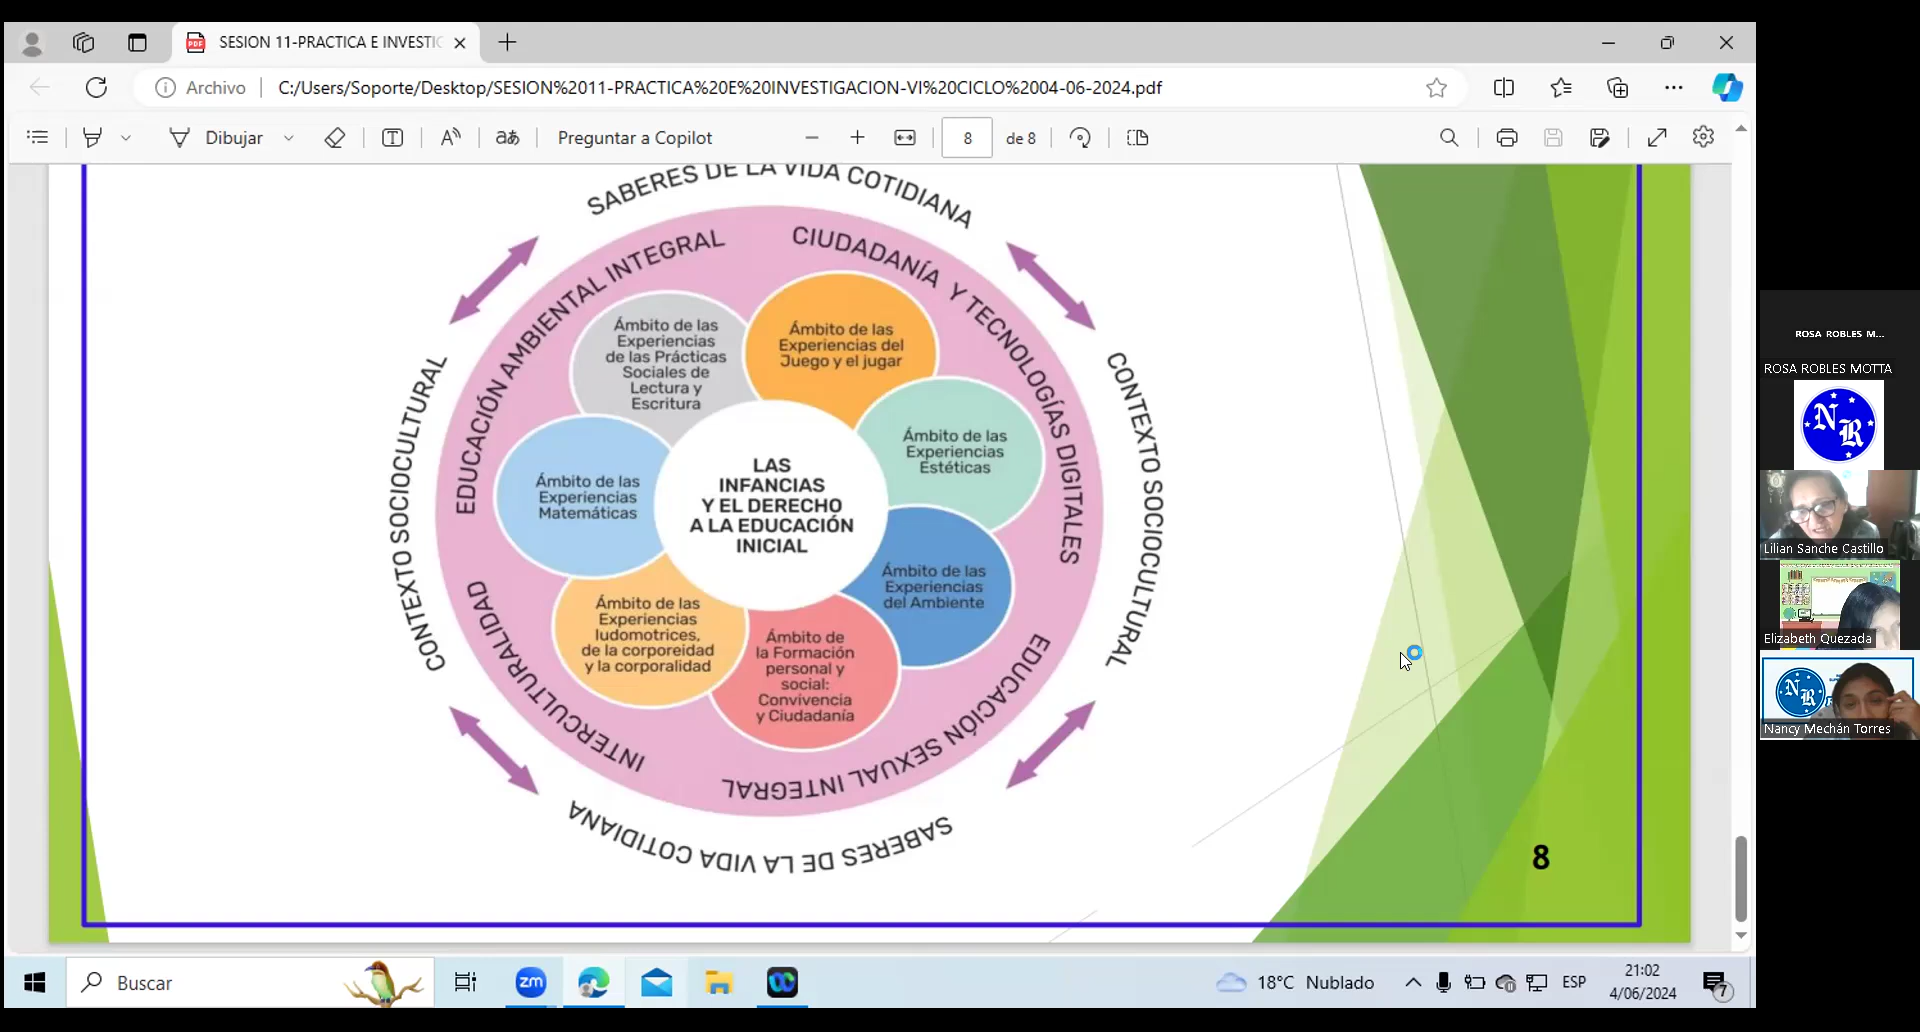 SESION 11-PRACTICA E INVESTIC
Archivo
C:/Users/Soporte/Desktop/SESION%2011-PRACTICA%20E%20INVESTIGACION-VI%20CICLO%2004-06-2024.pdf
Dibujar
Preguntar a Copilot
8
de 8
SABERES DE LA VIDA COTIDIANA
CONTEXTO SOCIOCULTURAL
EDUCACIÓN AMBIENTAL INTEGRAL
CIUDADANÍA Y TECNOLOGÍAS DIGITALES
CONTEXTO SOCIOCULTURAL
Ámbito de las
Experiencias
de las Prácticas
Sociales de
Lectura y
Escritura
Ámbito de las
Experiencias del
Juego y el jugar
Ámbito de las
Experiencias
Estéticas
Ámbito de las
Experiencias
Matemáticas
LAS
INFANCIAS
Y EL DERECHO
A LA EDUCACIÓN
INICIAL
Ámbito de las
Experiencias
del Ambiente
Ámbito de las
Experiencias
ludomotrices,
de la corporeidad
y la corporalidad
Ámbito de
la Formación
personal y
social:
Convivencia
y Ciudadanía
INTERCULTURALIDAD
EDUCACIÓN SEXUAL INTEGRAL
SABERES DE LA VIDA COTIDIANA
8
ROSA ROBLES M...
ROSA ROBLES MOTTA
NR
Lilian Sanche Castillo
Elizabeth Quezada
NR
Nancy Mechán Torres
Buscar
zm
18°C Nublado
ESP
21:02
4/06/2024
7